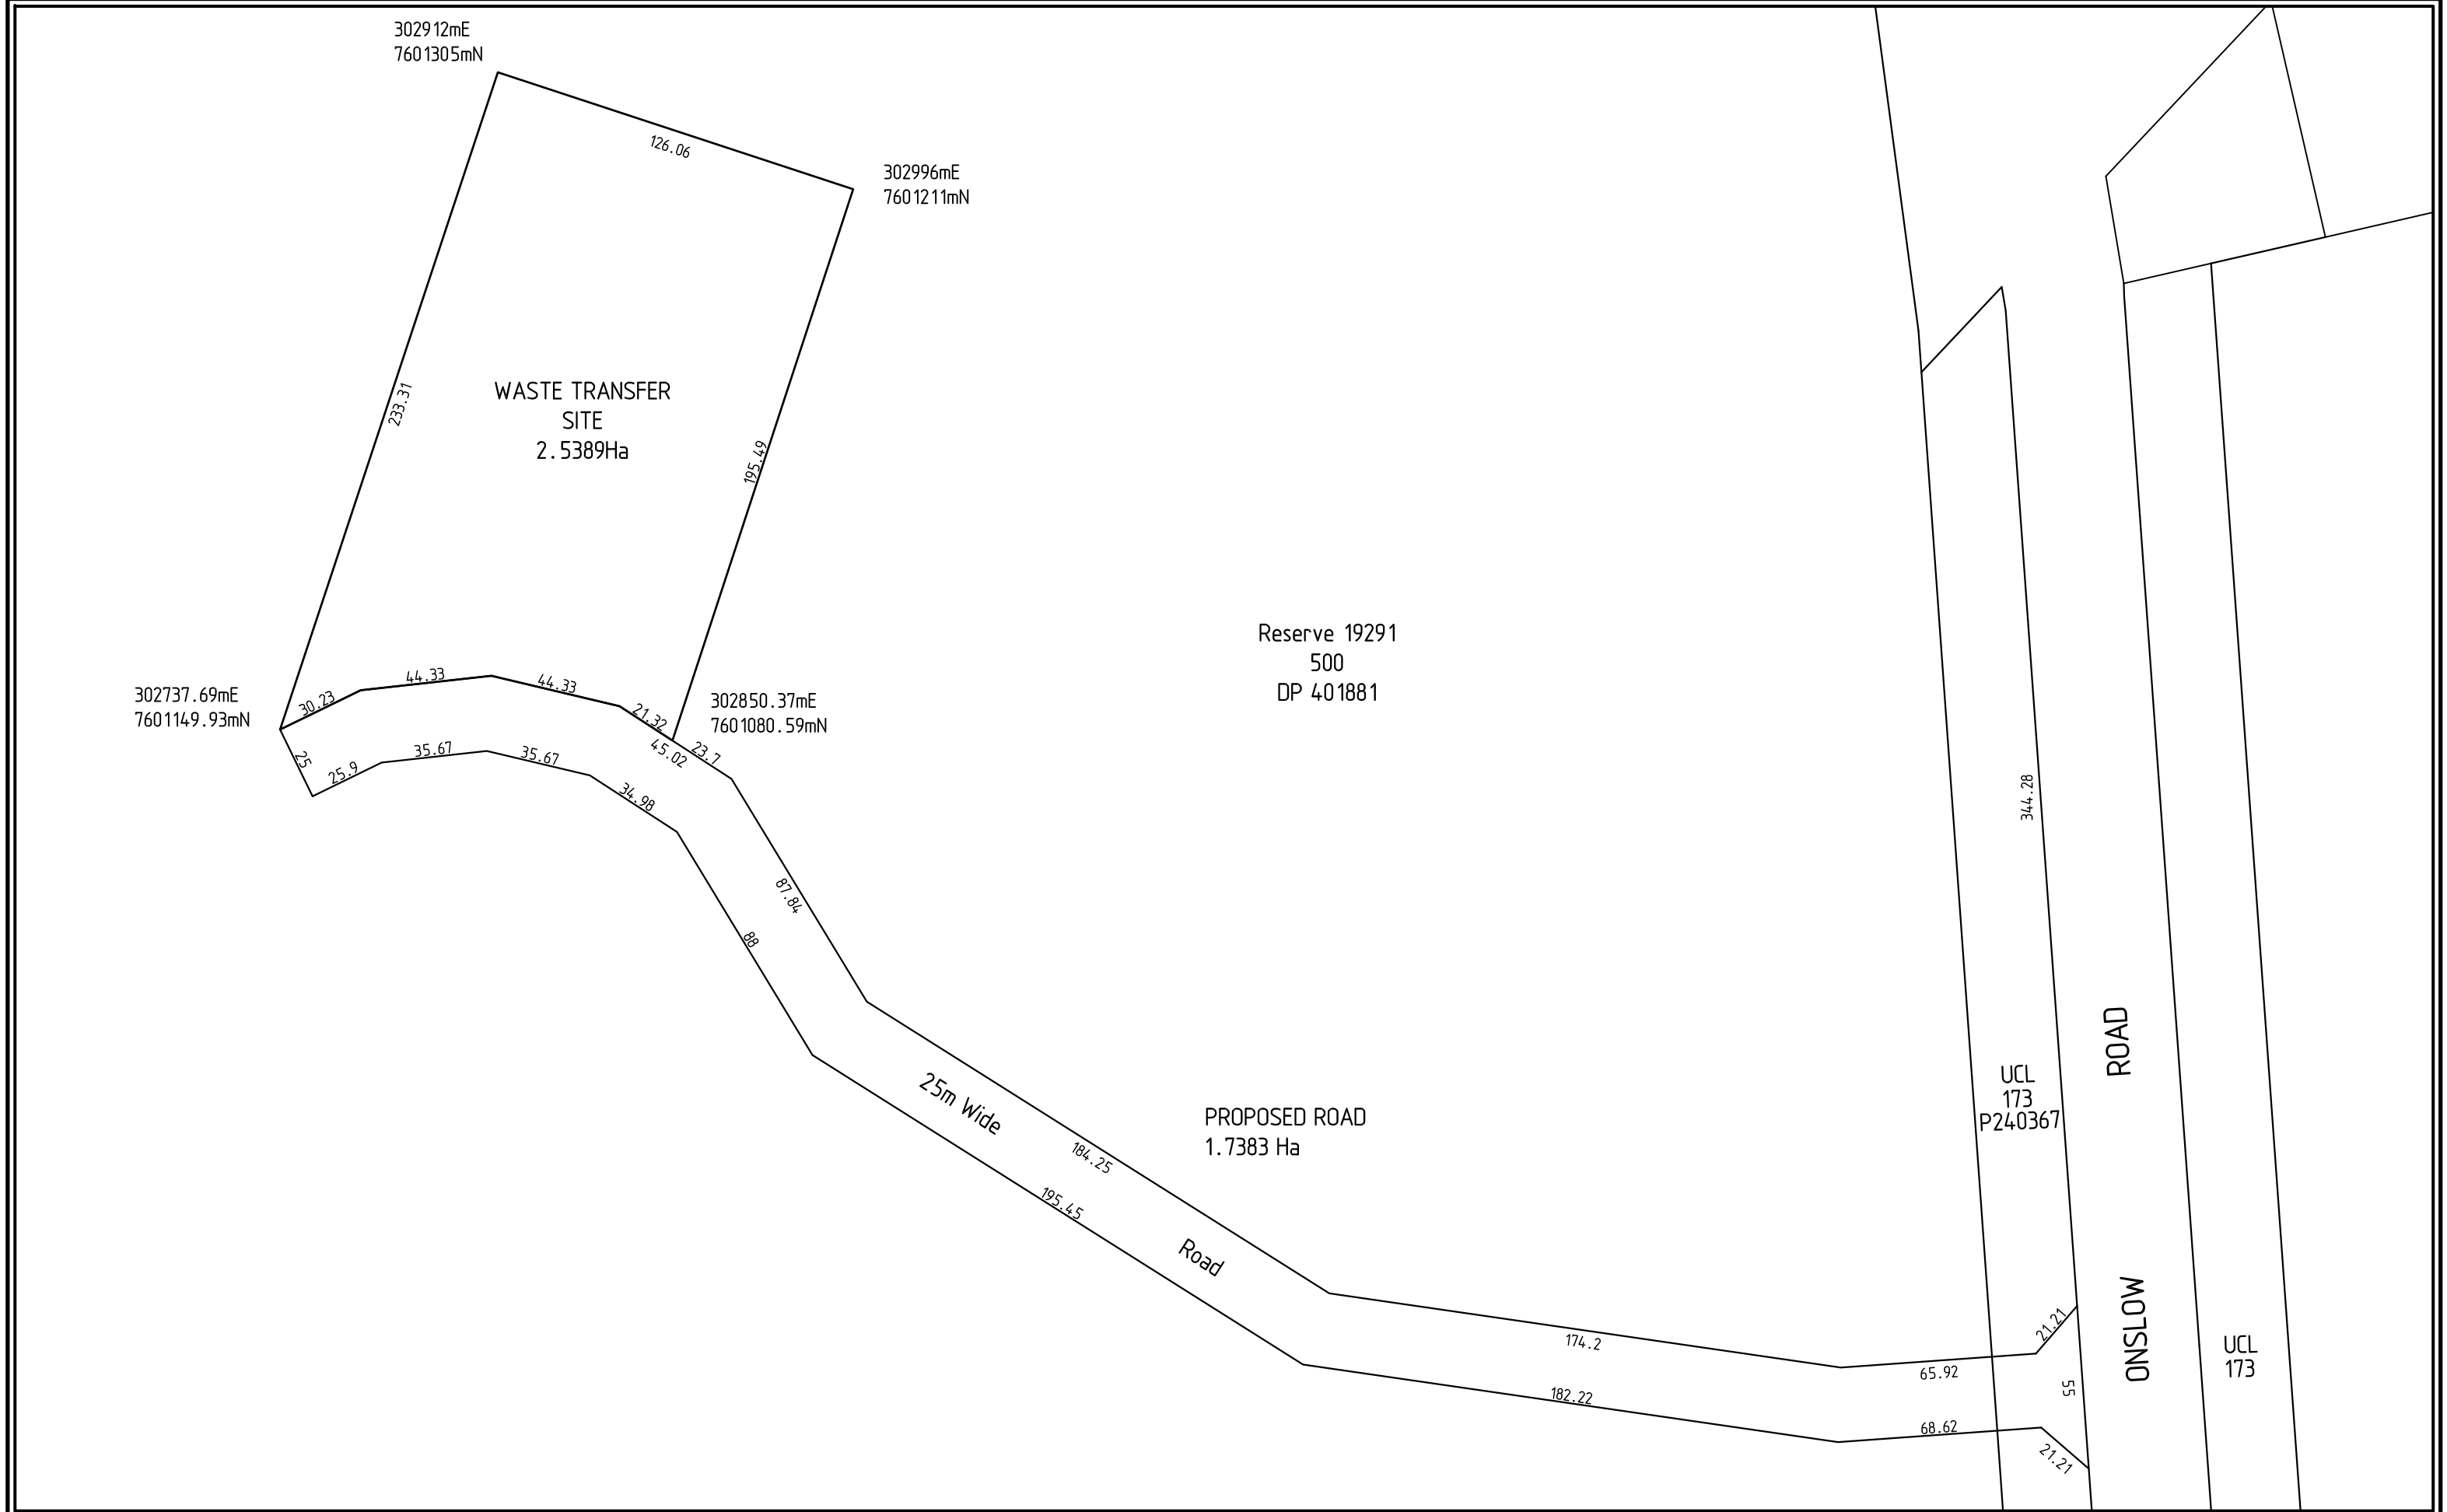 302912mE
7601305mN
126.06
302996mE
7601211mN
233.31
WASTE TRANSFER
SITE
2.5389Ha
195.49
Reserve 19291
500
DP 401881
302737.69mE
7601149.93mN
30.23
44.33
44.33
21.32
302850.37mE
7601080.59mN
45.02
23.7
25
25.9
35.67
35.67
34.98
344.28
87.84
88
25m Wide
Road
184.25
195.45
PROPOSED ROAD
1.7383 Ha
UCL
173
P240367
ONSLOW
ROAD
174.2
182.22
65.92
68.62
21.21
55
21.21
UCL
173